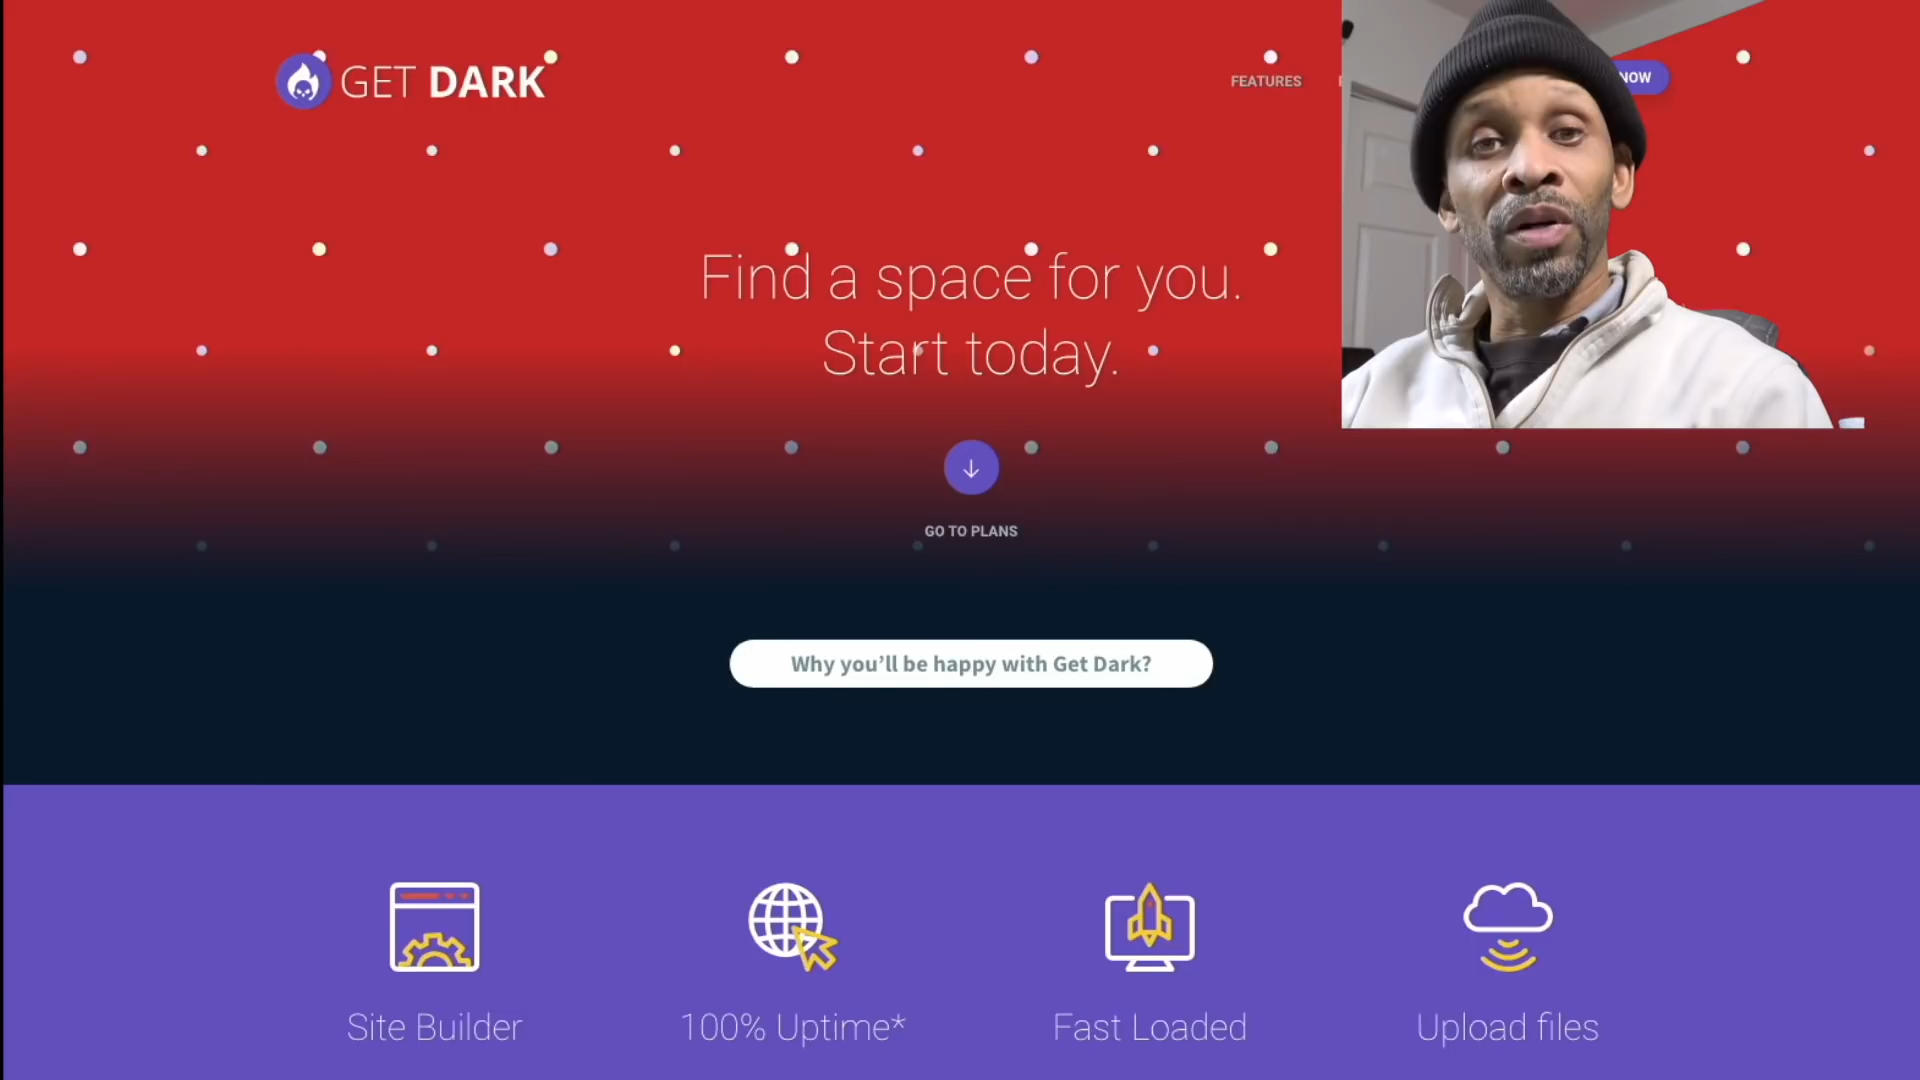 GET DARK
FEATURES
NOW
Find a space for you.
Start today.
GO TO PLANS
Why you’ll be happy with Get Dark?
Site Builder
100% Uptime*
Fast Loaded
Upload files